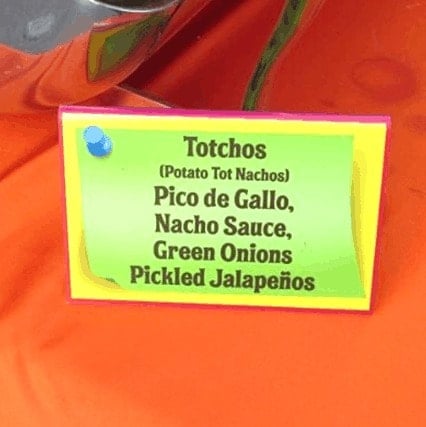 Totchos
(Potato Tot Nachos)
Pico de Gallo,
Nacho Sauce,
Green Onions
Pickled Jalapeños